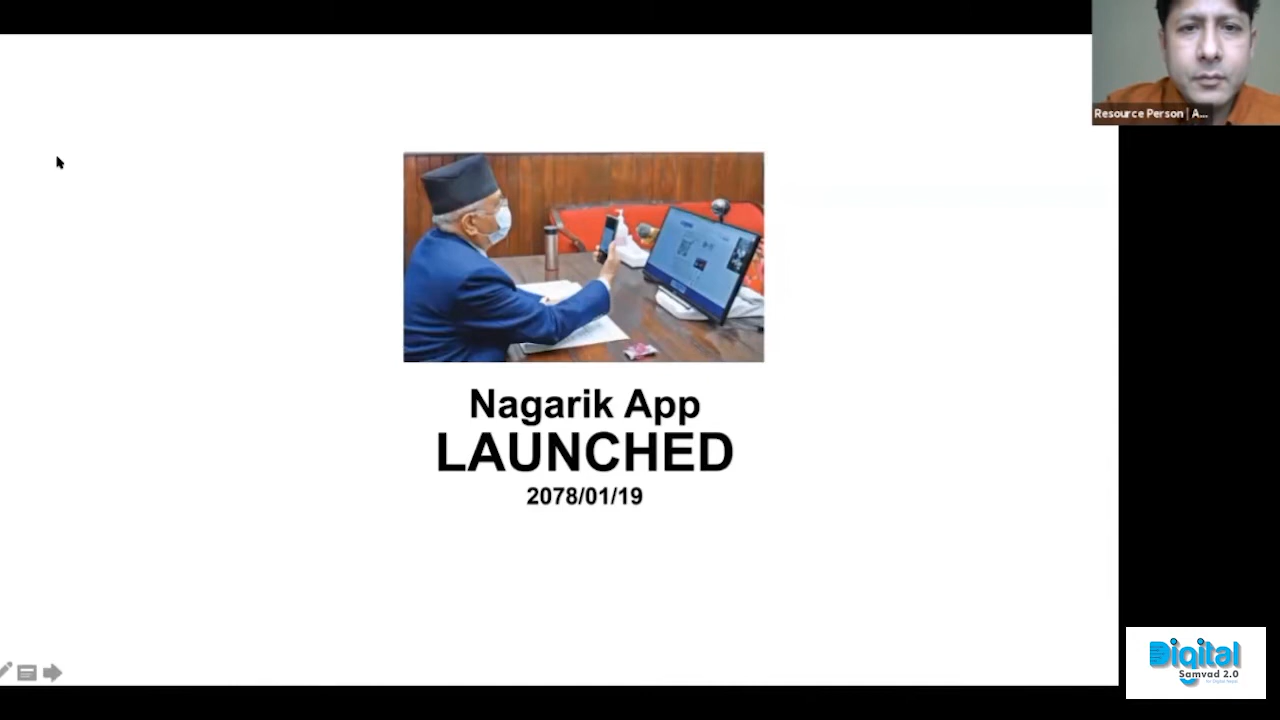 Resource Person | A...
Nagarik App
LAUNCHED
2078/01/19
Digital
Samvad 2.0